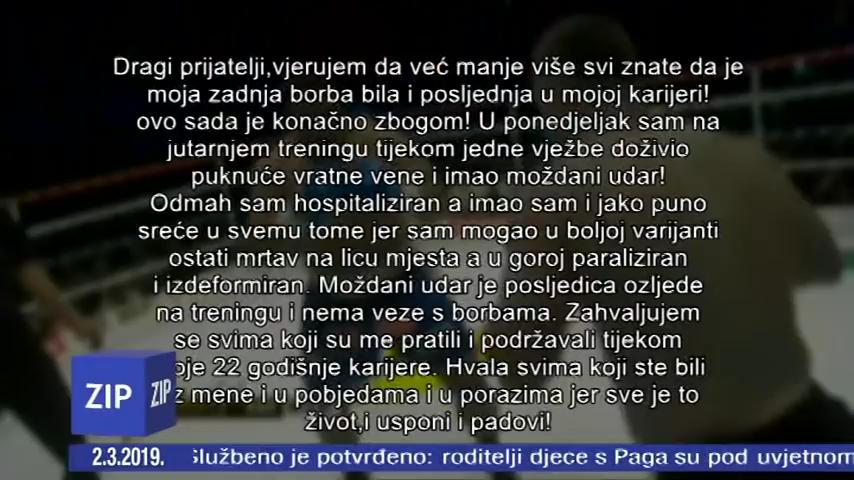 Dragi prijatelji,vjerujem da već manje više svi znate da je
moja zadnja borba bila i posljednja u mojoj karijeri!
ovo sada je konačno zbogom! U ponedjeljak sam na
jutarnjem treningu tijekom jedne vježbe doživio
puknuće vratne vene i imao moždani udar!
Odmah sam hospitaliziran a imao sam i jako puno
sreće u svemu tome jer sam mogao u boljoj varijanti
ostati mrtav na licu mjesta a u goroj paraliziran
i izdeformiran. Moždani udar je posljedica ozljede
na treningu i nema veze s borbama. Zahvaljujem
se svima koji su me pratili i podržavali tijekom
oje 22 godišnje karijere. Hvala svima koji ste bili
z mene i u pobjedama i u porazima jer sve je to
život,i usponi i padovi!
ZIP ZIP
2.3.2019. službeno je potvrđeno: roditelji djece s Paga su pod uvjetnom